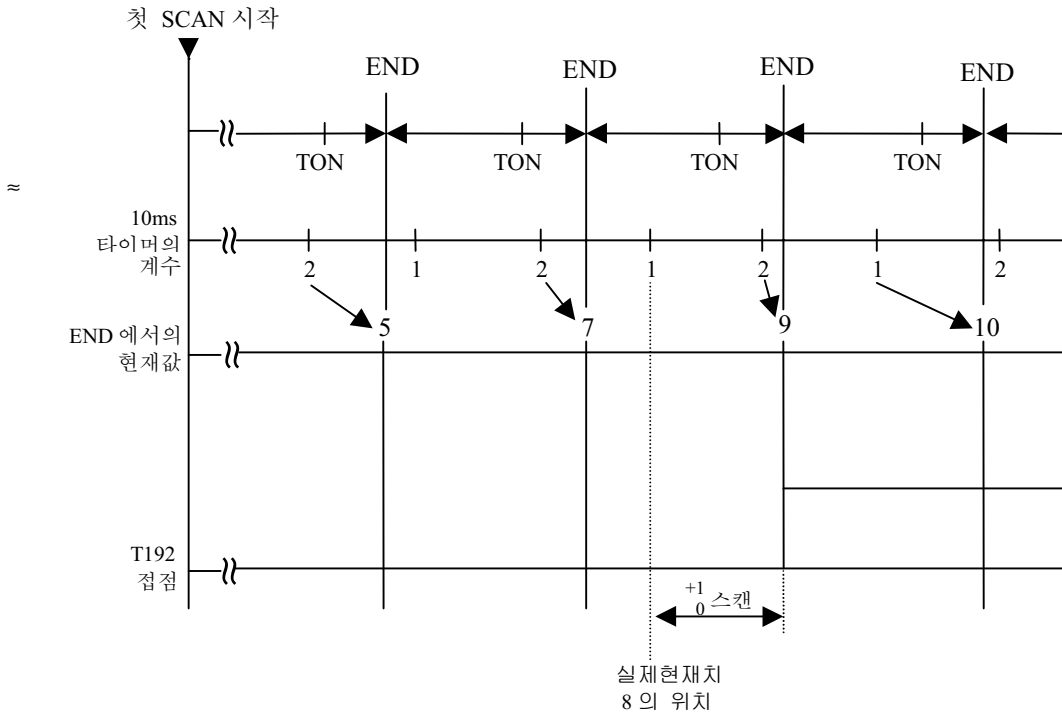 첫 SCAN 시작
END END END END
TON TON TON TON
≈
10ms
타이머의
계수
2 1 2 1 2 1 2
END 에서의
현재값
5 7 9 10
T192
접점
+1
0 스캔
실제현재치
8 의 위치